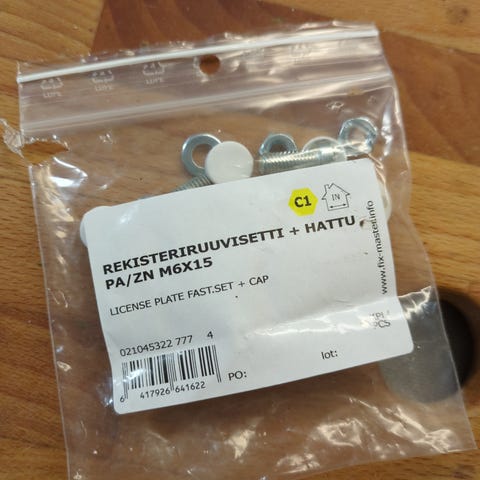 C1
IN
REKISTERIRUUVISETTI + HATTU
PA/ZN M6X15
LICENSE PLATE FAST.SET + CAP
www.fix-master.info
021045322 777 4
PCS
lot:
PO:
6 417926 641622